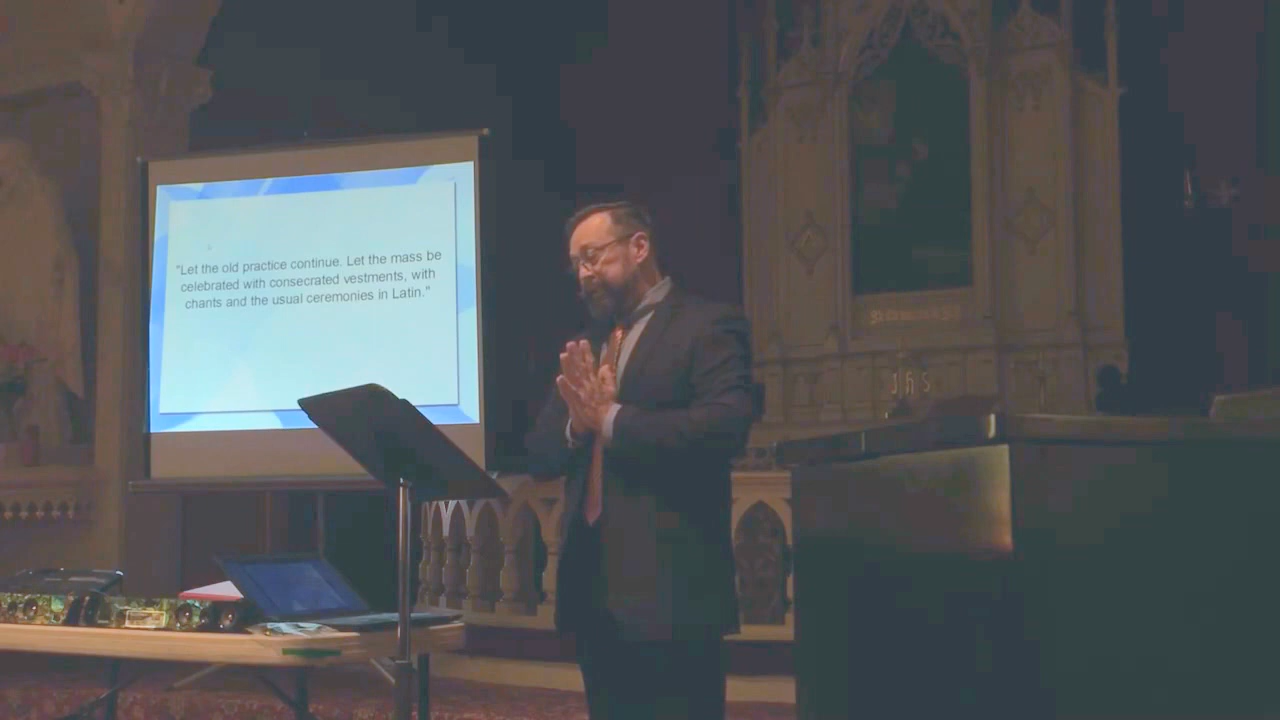 "Let the old practice continue. Let the mass be
celebrated with consecrated vestments, with
chants and the usual ceremonies in Latin."
JHS